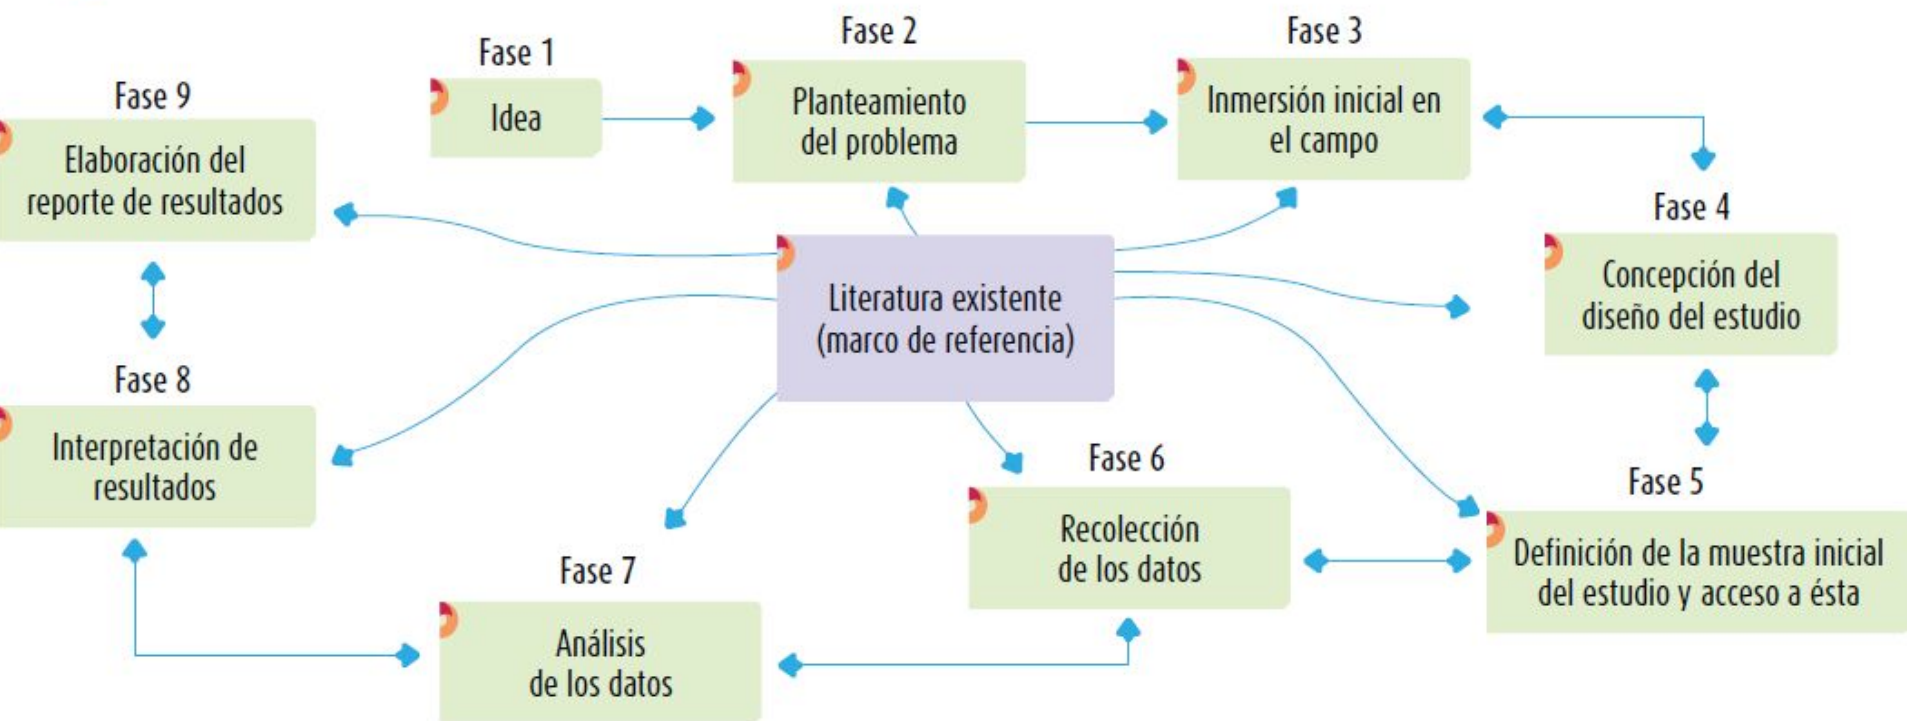 Fase 1
Idea
Fase 2
Planteamiento
del problema
Fase 3
Inmersión inicial en
el campo
Fase 4
Concepción del
diseño del estudio
Fase 5
Definición de la muestra inicial
del estudio y acceso a ésta
Fase 6
Recolección
de los datos
Fase 7
Análisis
de los datos
Fase 8
Interpretación de
resultados
Fase 9
Elaboración del
reporte de resultados
Literatura existente
(marco de referencia)